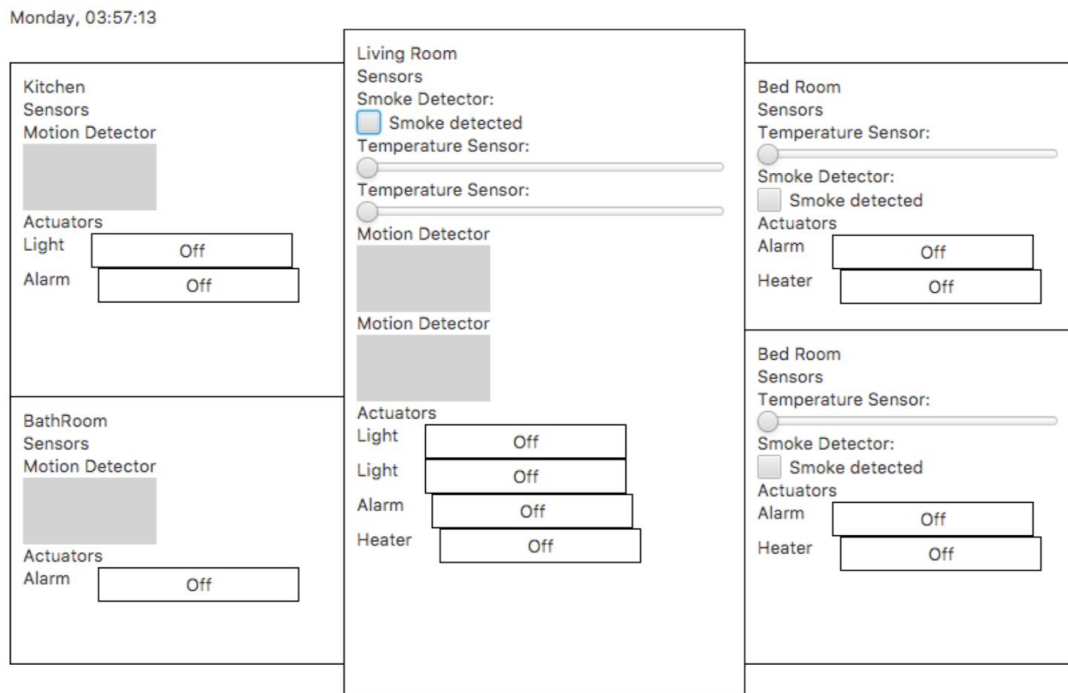 Monday, 03:57:13
Kitchen
Sensors
Motion Detector
Actuators
Light Off
Alarm Off
BathRoom
Sensors
Motion Detector
Actuators
Alarm Off
Living Room
Sensors
Smoke Detector:
Smoke detected
Temperature Sensor:
Temperature Sensor:
Motion Detector
Motion Detector
Actuators
Light Off
Light Off
Alarm Off
Heater Off
Bed Room
Sensors
Temperature Sensor:
Smoke Detector:
Smoke detected
Actuators
Alarm Off
Heater Off
Bed Room
Sensors
Temperature Sensor:
Smoke Detector:
Smoke detected
Actuators
Alarm Off
Heater Off